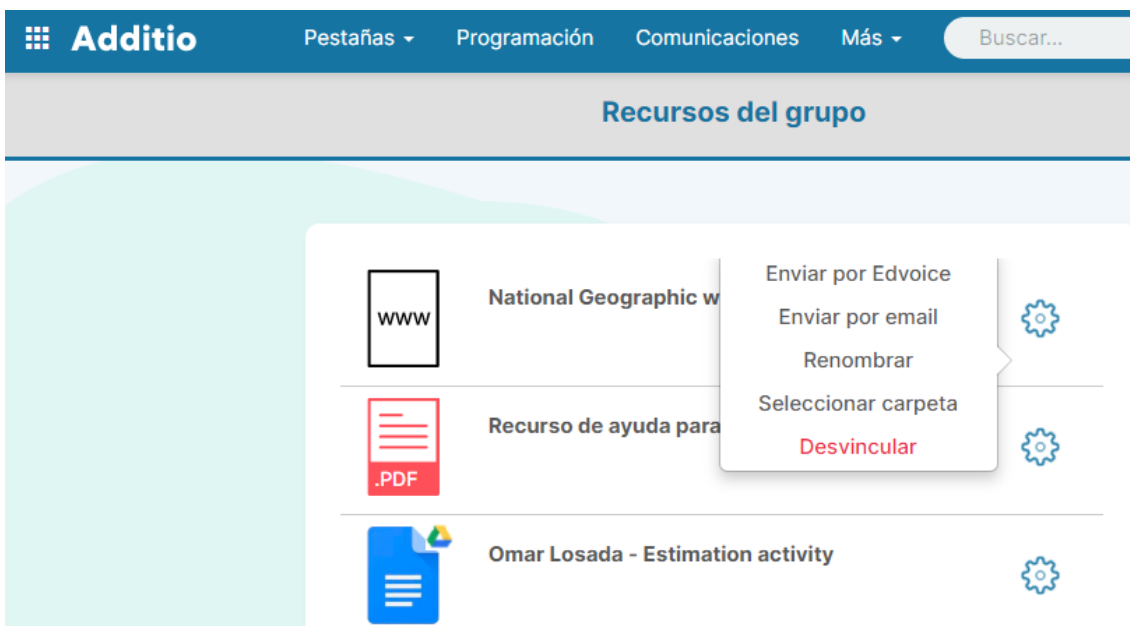 Additio
Pestañas
Programación
Comunicaciones
Más
Buscar...
Recursos del grupo
www
National Geographic w
Enviar por Edvoice
Enviar por email
Renombrar
Seleccionar carpeta
Desvincular
.PDF
Recurso de ayuda para
Omar Losada - Estimation activity